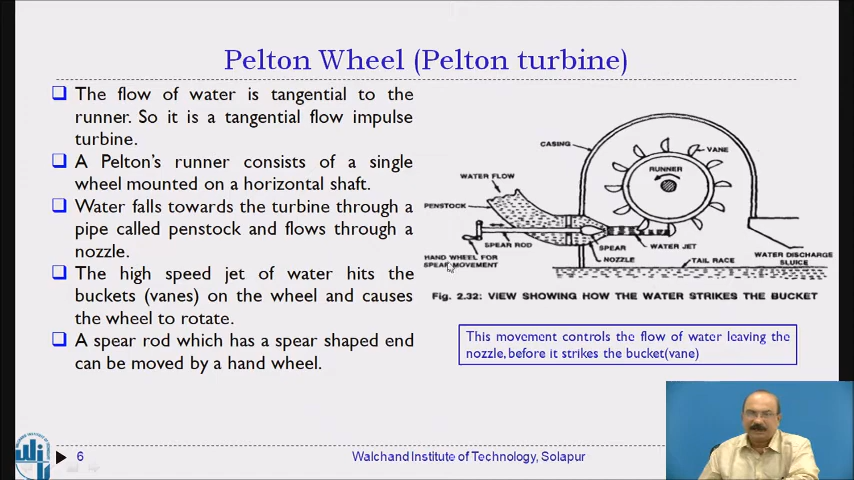 Pelton Wheel (Pelton turbine)
The flow of water is tangential to the
runner. So it is a tangential flow impulse
turbine.
A Pelton's runner consists of a single
wheel mounted on a horizontal shaft.
Water falls towards the turbine through a
pipe called penstock and flows through a
nozzle.
The high speed jet of water hits the
buckets (vanes) on the wheel and causes
the wheel to rotate.
A spear rod which has a spear shaped end
can be moved by a hand wheel.
CASING
VANE
RUNNER
WATER FLOW
PENSTOCK
SPEAR ROD
SPEAR
NOZZLE
WATER JET
HAND WHEEL FOR
SPEAR MOVEMENT
TAIL RACE
WATER DISCHARGE
SLUICE
Fig. 2.32: VIEW SHOWING HOW THE WATER STRIKES THE BUCKET
This movement controls the flow of water leaving the
nozzle, before it strikes the bucket(vane)
6
Walchand Institute of Technology, Solapur